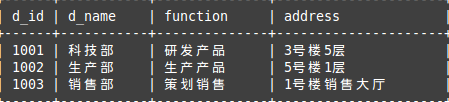 d_id | d_name | function | address
1001 | 科技部 | 研发产品 | 3号楼5层
1002 | 生产部 | 生产产品 | 5号楼1层
1003 | 销售部 | 策划销售 | 1号楼销售大厅